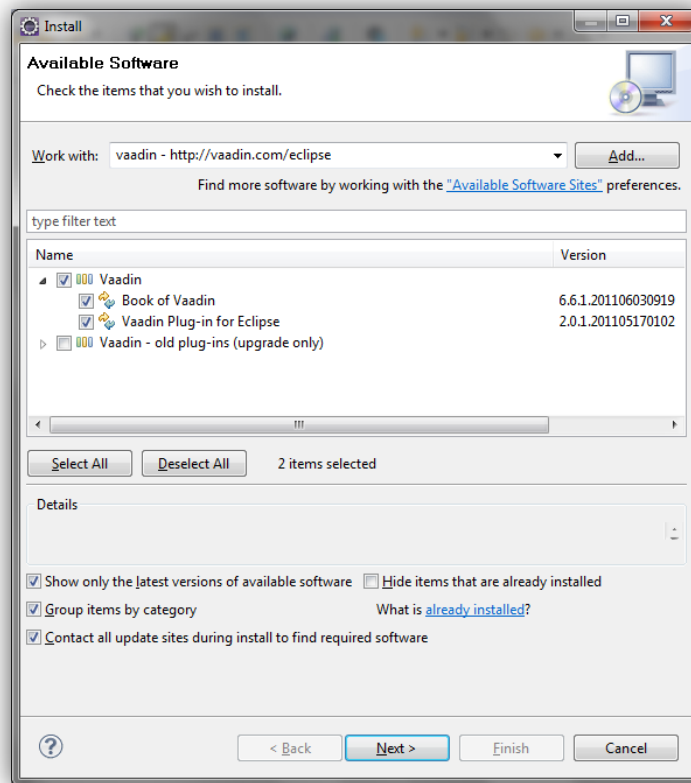 Install
Available Software
Check the items that you wish to install.
Work with: vaadin - http://vaadin.com/eclipse Add...
Find more software by working with the "Available Software Sites" preferences.
type filter text
Name Version
Vaadin
Book of Vaadin 6.6.1.201106030919
Vaadin Plug-in for Eclipse 2.0.1.201105170102
Vaadin - old plug-ins (upgrade only)
Select All Deselect All 2 items selected
Details
Show only the latest versions of available software Hide items that are already installed
Group items by category What is already installed?
Contact all update sites during install to find required software
? < Back Next > Finish Cancel